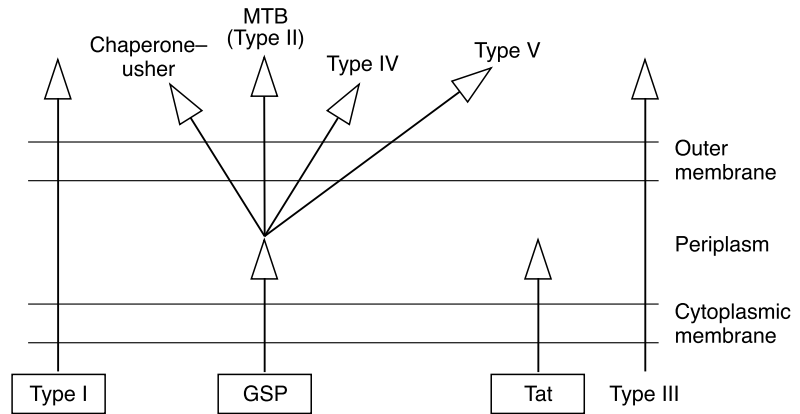 MTB
(Type II)
Chaperone–
usher
Type IV
Type V
Outer
membrane
Periplasm
Cytoplasmic
membrane
Type I
GSP
Tat
Type III